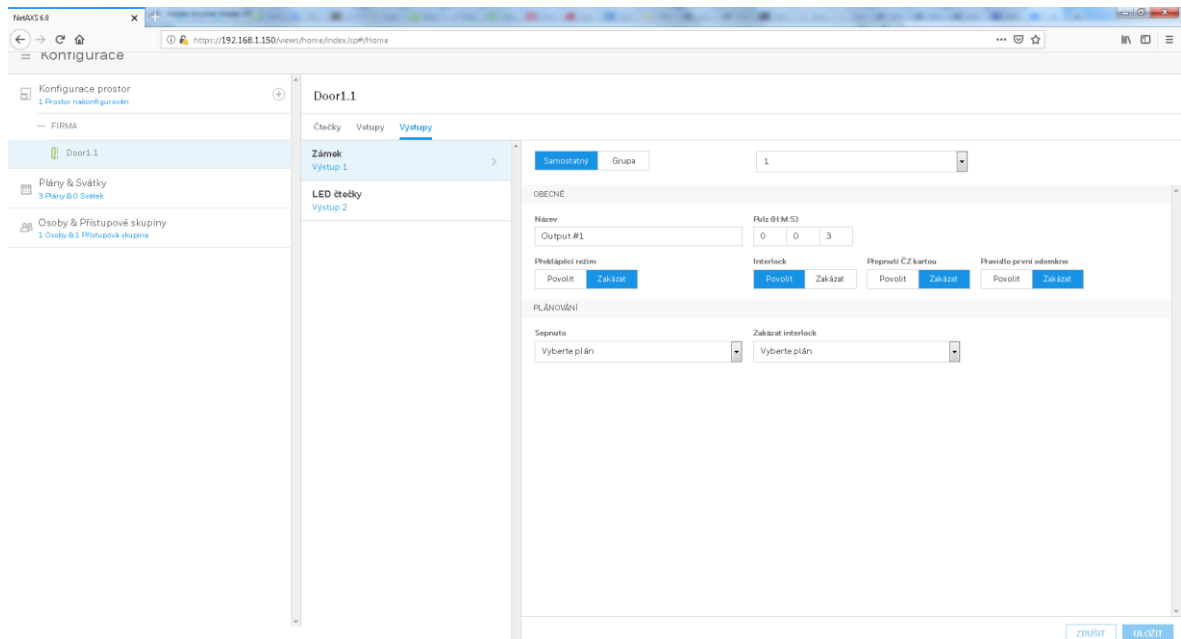 NetAXS 6.0
https://192.168.1.150/views/home/index.lsp#/Home
Konfigurace
Konfigurace prostor
1 Prostor nakonfigurován
FIRMA
Door1.1
Plány & Svátky
3 Plány & 0 Svátek
Osoby & Přístupové skupiny
1 Osoby & 1 Přístupová skupina
Door1.1
Čtečky Vstupy Výstupy
Zámek
Výstup 1
LED čtečky
Výstup 2
Samostatný Grupa 1
OBECNÉ
Název Pulz (H:M:S)
Output #1 0 0 3
Překlápěcí režim Interlock Přepnutí ČZ kartou Pravidlo první odemkne
Povolit Zakázat Povolit Zakázat Povolit Zakázat Povolit Zakázat
PLÁNOVÁNÍ
Sepnuto Zakázat interlock
Vyberte plán Vyberte plán
ZRUŠIT ULOŽIT